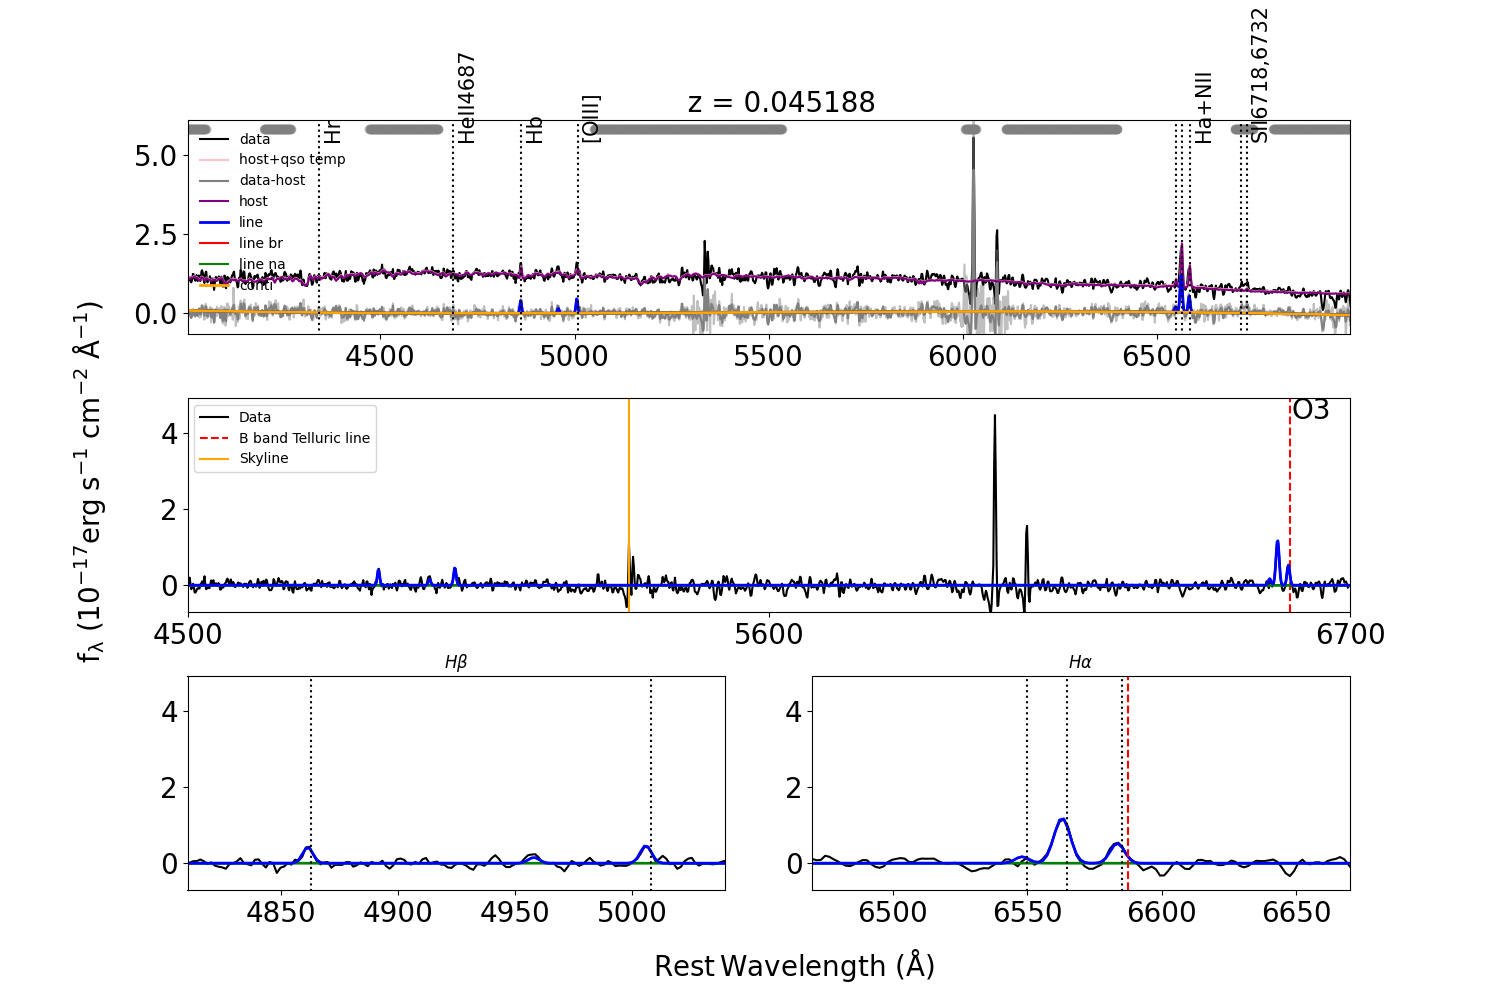 z = 0.045188
Hr
HeII4687
Hb
[OIII]
Ha+NII
SII6718,6732
data
host+qso temp
data-host
host
line
line br
line na
conti
5.0
2.5
0.0
4500 5000 5500 6000 6500
Data
B band Telluric line
Skyline
O3
4
2
0
4500 5600 6700
fλ (10⁻¹⁷erg s⁻¹ cm⁻² Å⁻¹)
Hβ
4
2
0
4850 4900 4950 5000
Hα
4
2
0
6500 6550 6600 6650
Rest Wavelength (Å)